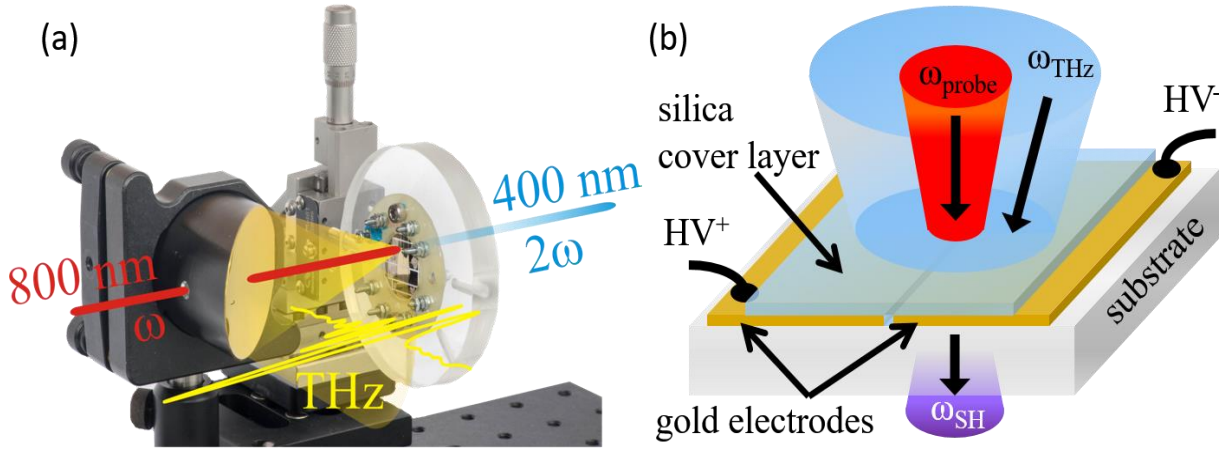 (a)
800 nm
ω
THz
400 nm
2ω
(b)
silica
cover layer
ω_probe
ω_THz
HV⁻
HV⁺
substrate
gold electrodes
ω_SH